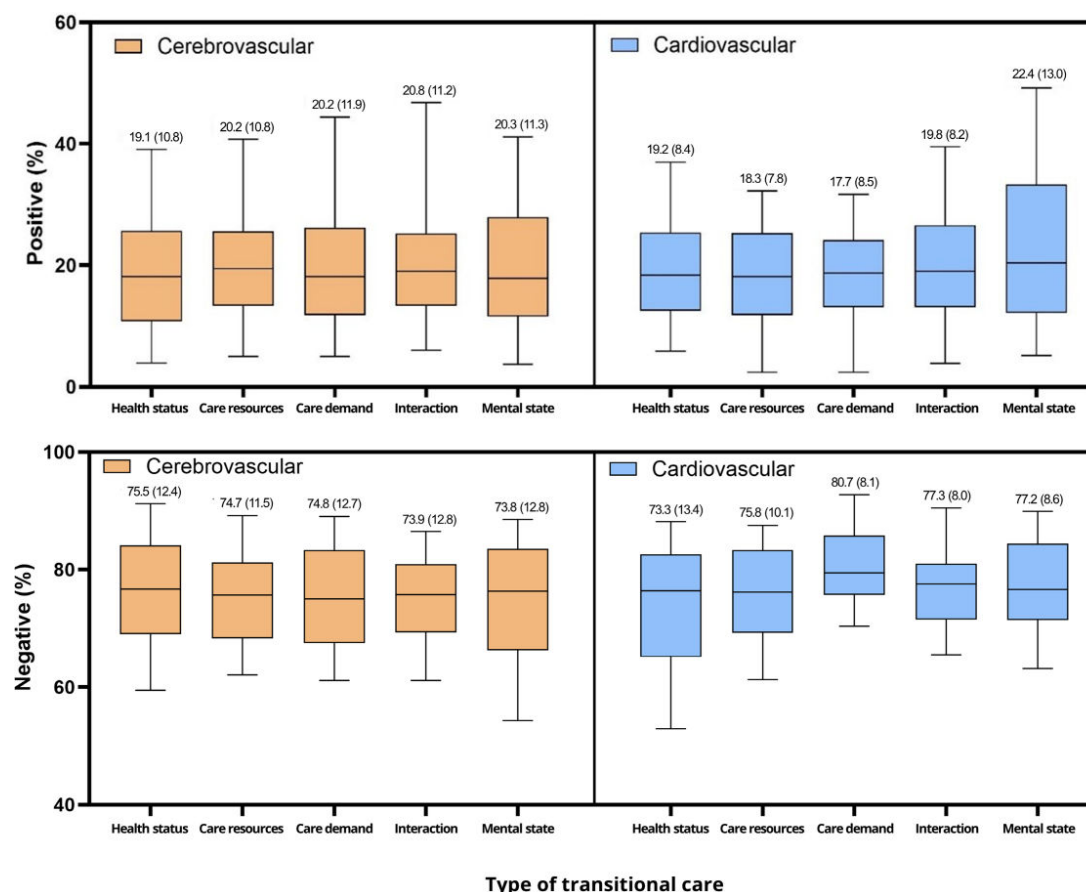 Cerebrovascular
Cardiovascular
Positive (%)
60
40
20
0
19.1 (10.8)
20.2 (10.8)
20.2 (11.9)
20.8 (11.2)
20.3 (11.3)
19.2 (8.4)
18.3 (7.8)
17.7 (8.5)
19.8 (8.2)
22.4 (13.0)
Health status Care resources Care demand Interaction Mental state
Health status Care resources Care demand Interaction Mental state
Cerebrovascular
Cardiovascular
Negative (%)
100
80
60
40
75.5 (12.4)
74.7 (11.5)
74.8 (12.7)
73.9 (12.8)
73.8 (12.8)
73.3 (13.4)
75.8 (10.1)
80.7 (8.1)
77.3 (8.0)
77.2 (8.6)
Health status Care resources Care demand Interaction Mental state
Health status Care resources Care demand Interaction Mental state
Type of transitional care